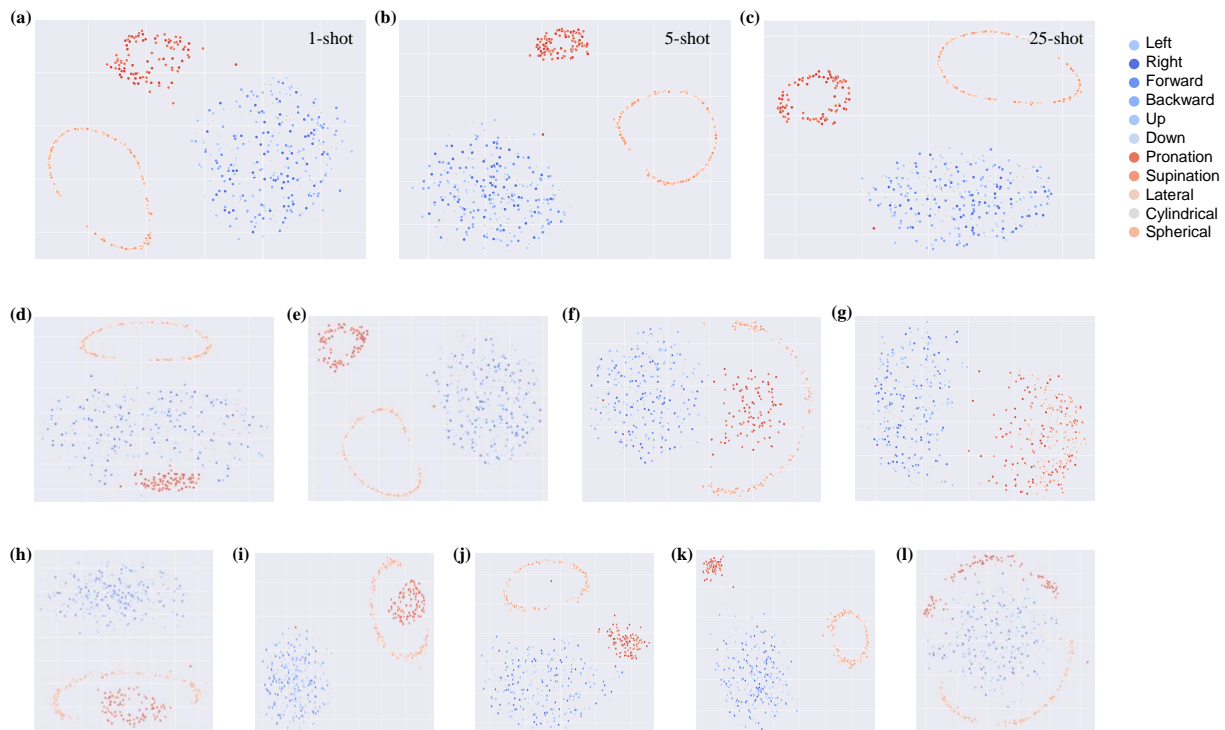 (a) 1-shot
(b) 5-shot
(c) 25-shot
Left
Right
Forward
Backward
Up
Down
Pronation
Supination
Lateral
Cylindrical
Spherical
(d)
(e)
(f)
(g)
(h)
(i)
(j)
(k)
(l)